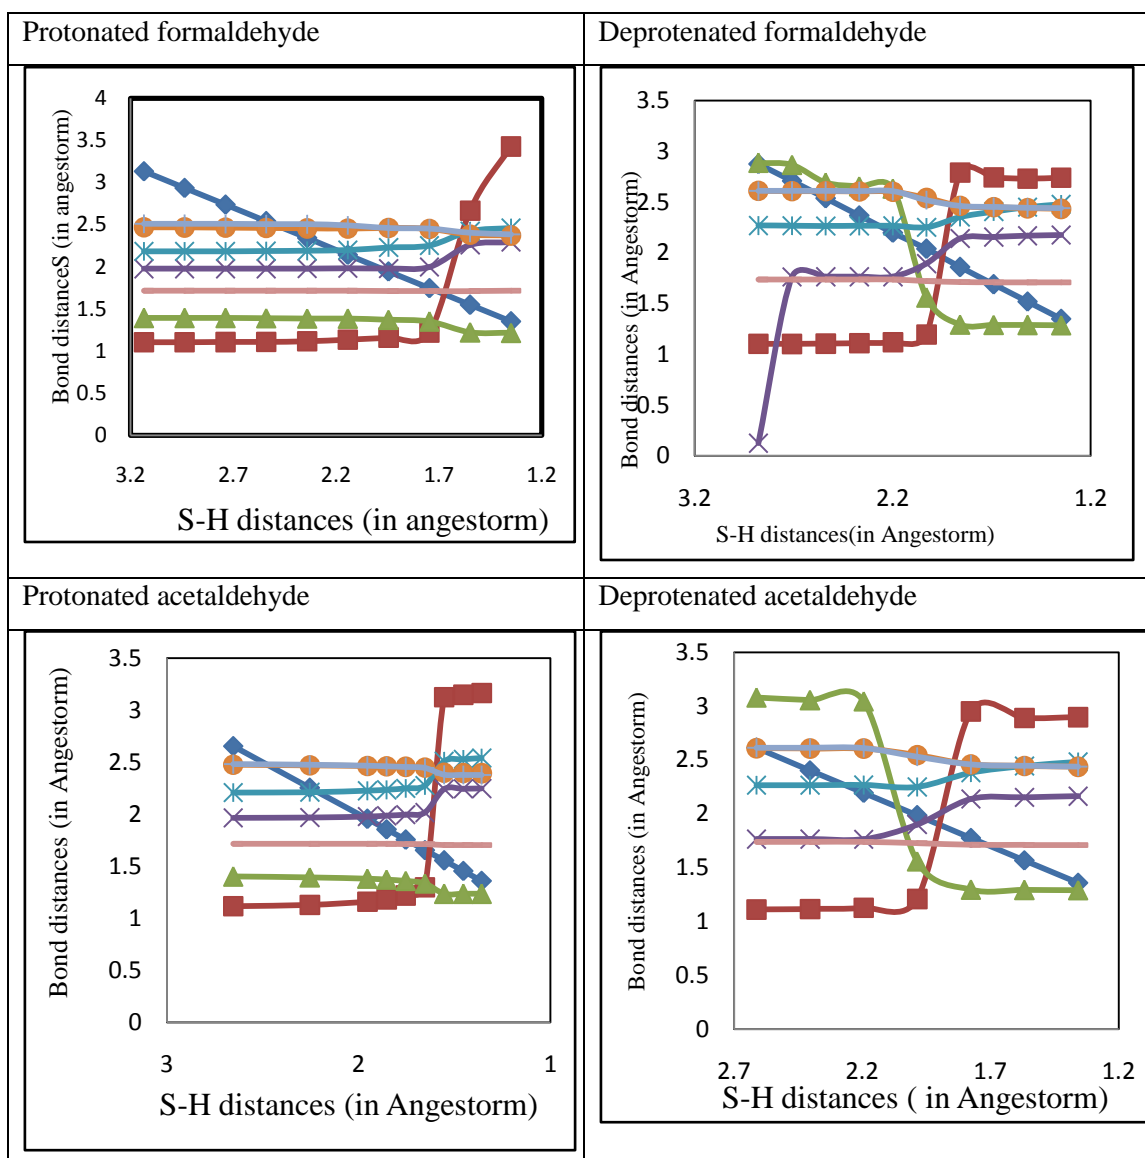 Protonated formaldehyde
Deprotenated formaldehyde
Bond distanceS (in angestorm)
4
3.5
3
2.5
2
1.5
1
0.5
0
3.2 2.7 2.2 1.7 1.2
S-H distances (in angestorm)
Bond distances (in Angestorm)
3.5
3
2.5
2
1.5
1
0.5
0
3.2 2.2 1.2
S-H distances(in Angestorm)
Protonated acetaldehyde
Deprotenated acetaldehyde
Bond distances (in Angestorm)
3.5
3
2.5
2
1.5
1
0.5
0
3 2 1
S-H distances (in Angestorm)
Bond distances (in Angestorm)
3.5
3
2.5
2
1.5
1
0.5
0
2.7 2.2 1.7 1.2
S-H distances ( in Angestorm)